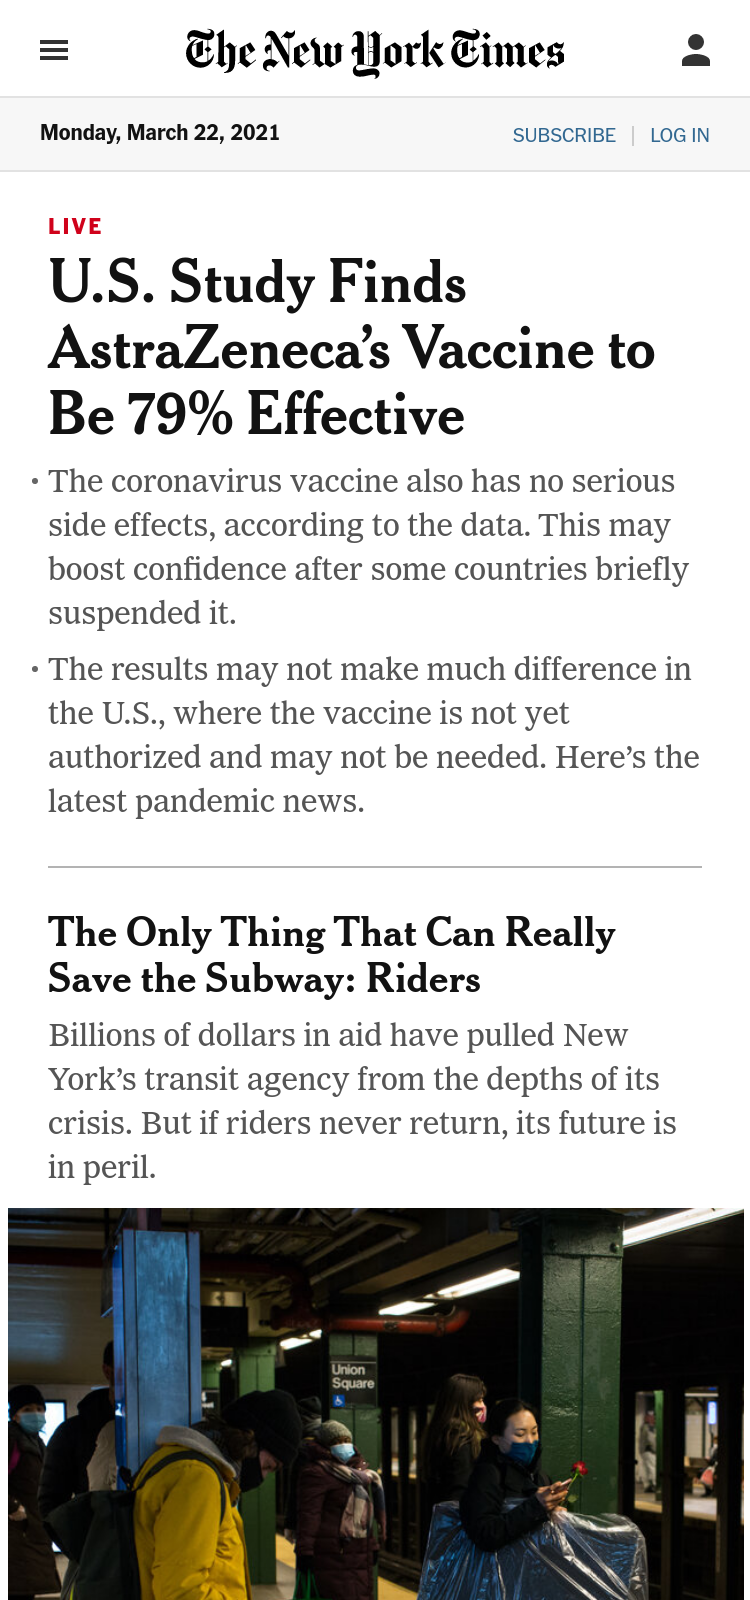 The New York Times
Monday, March 22, 2021
SUBSCRIBE | LOG IN
LIVE
U.S. Study Finds
AstraZeneca’s Vaccine to
Be 79% Effective
• The coronavirus vaccine also has no serious
side effects, according to the data. This may
boost confidence after some countries briefly
suspended it.
• The results may not make much difference in
the U.S., where the vaccine is not yet
authorized and may not be needed. Here’s the
latest pandemic news.
The Only Thing That Can Really
Save the Subway: Riders
Billions of dollars in aid have pulled New
York’s transit agency from the depths of its
crisis. But if riders never return, its future is
in peril.
Union
Square